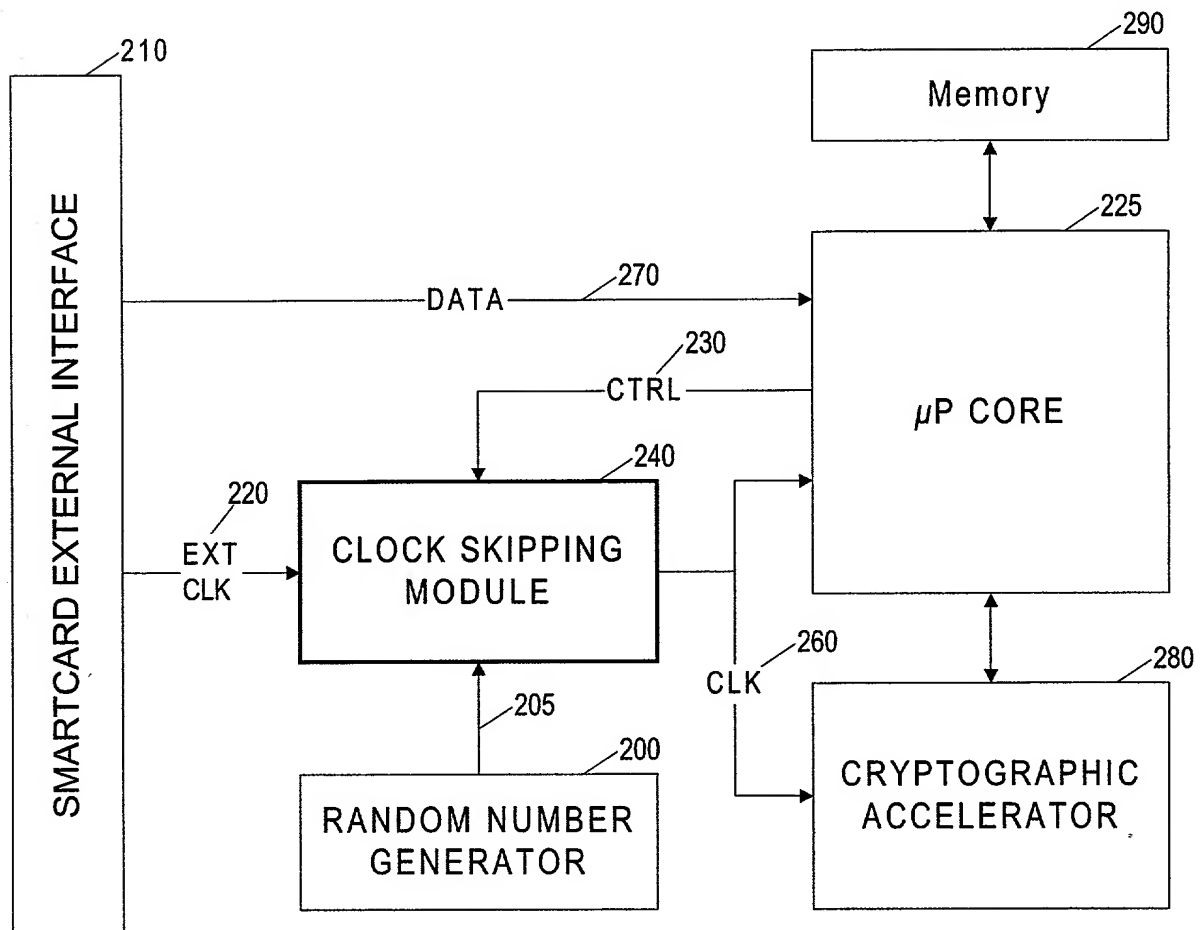 210
290
Memory
225
SMARTCARD EXTERNAL INTERFACE
270
DATA
230
CTRL
µP CORE
240
220
EXT
CLK
CLOCK SKIPPING
MODULE
260
CLK
280
205
200
RANDOM NUMBER
GENERATOR
CRYPTOGRAPHIC
ACCELERATOR